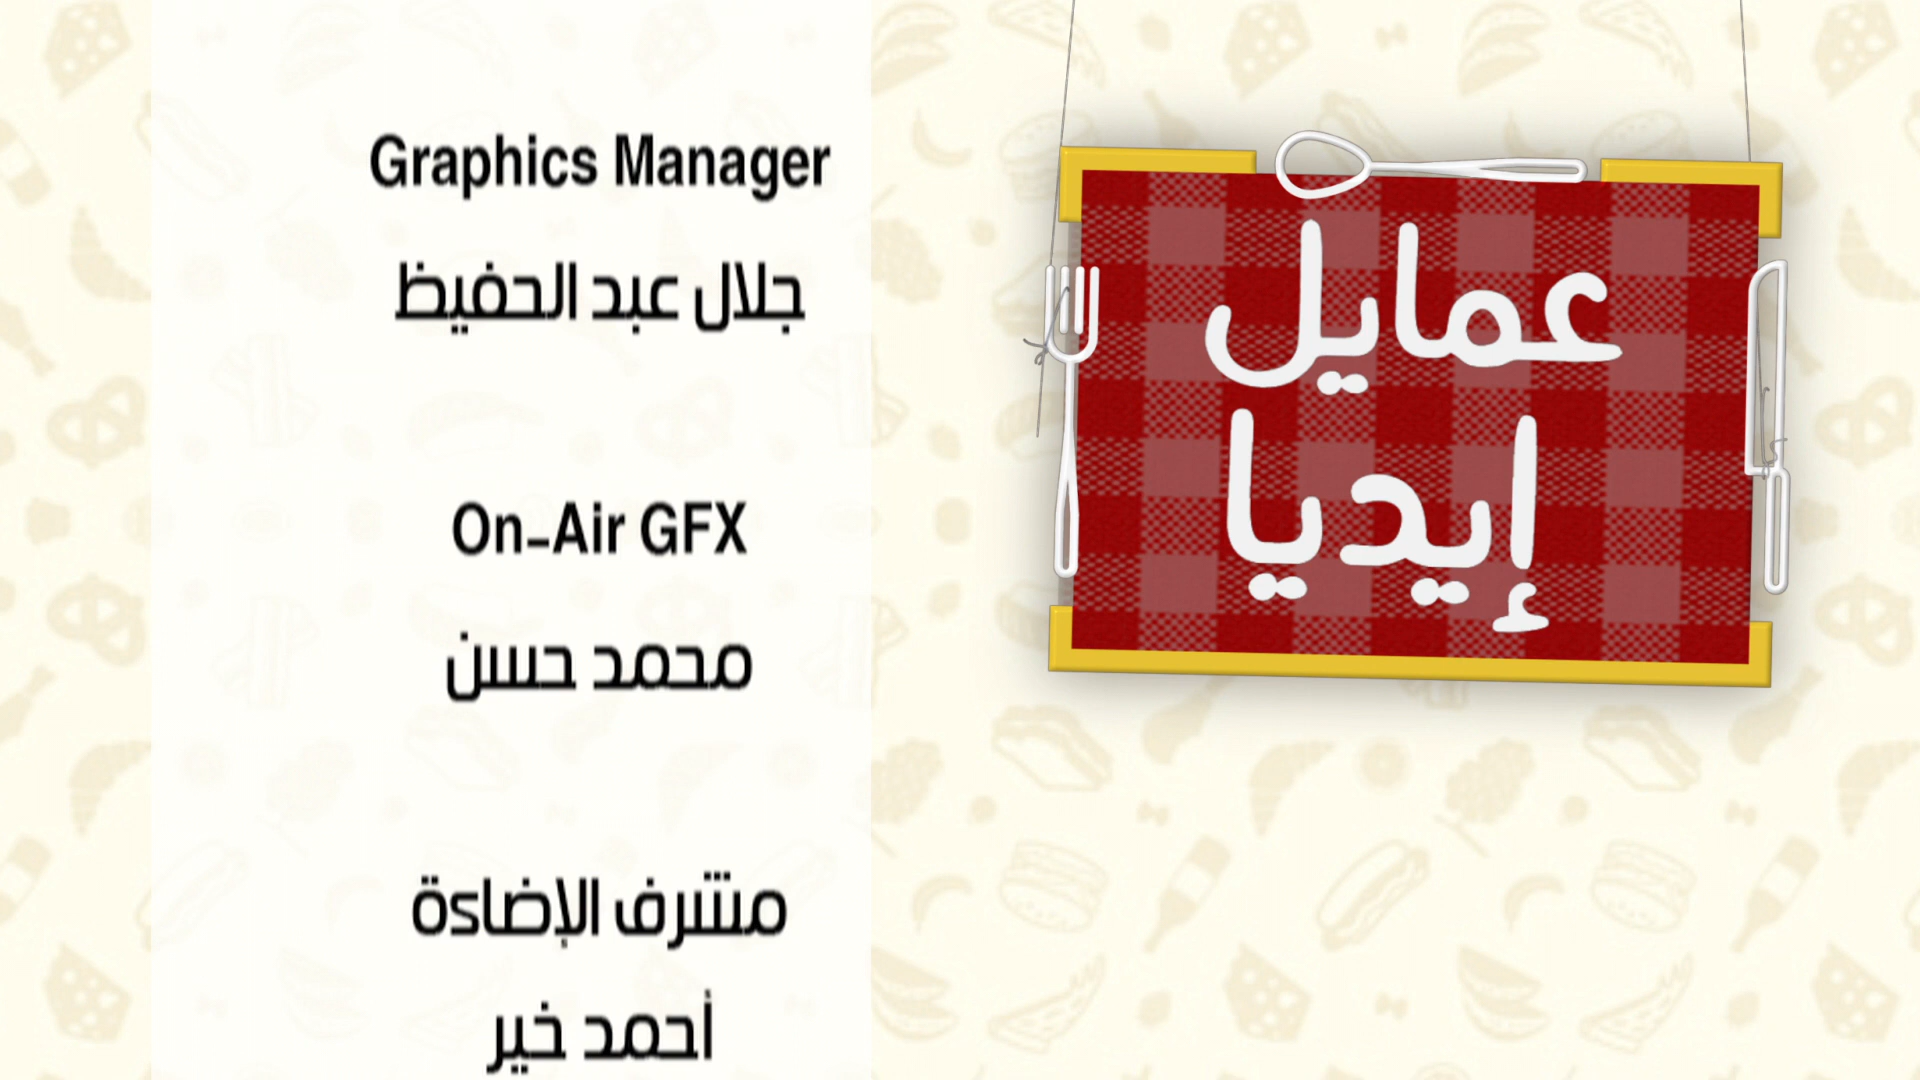 Graphics Manager
جلال عبد الحفيظ
On-Air GFX
محمد حسن
مشرف الإضاءة
أحمد خير
عمايل
إيديا